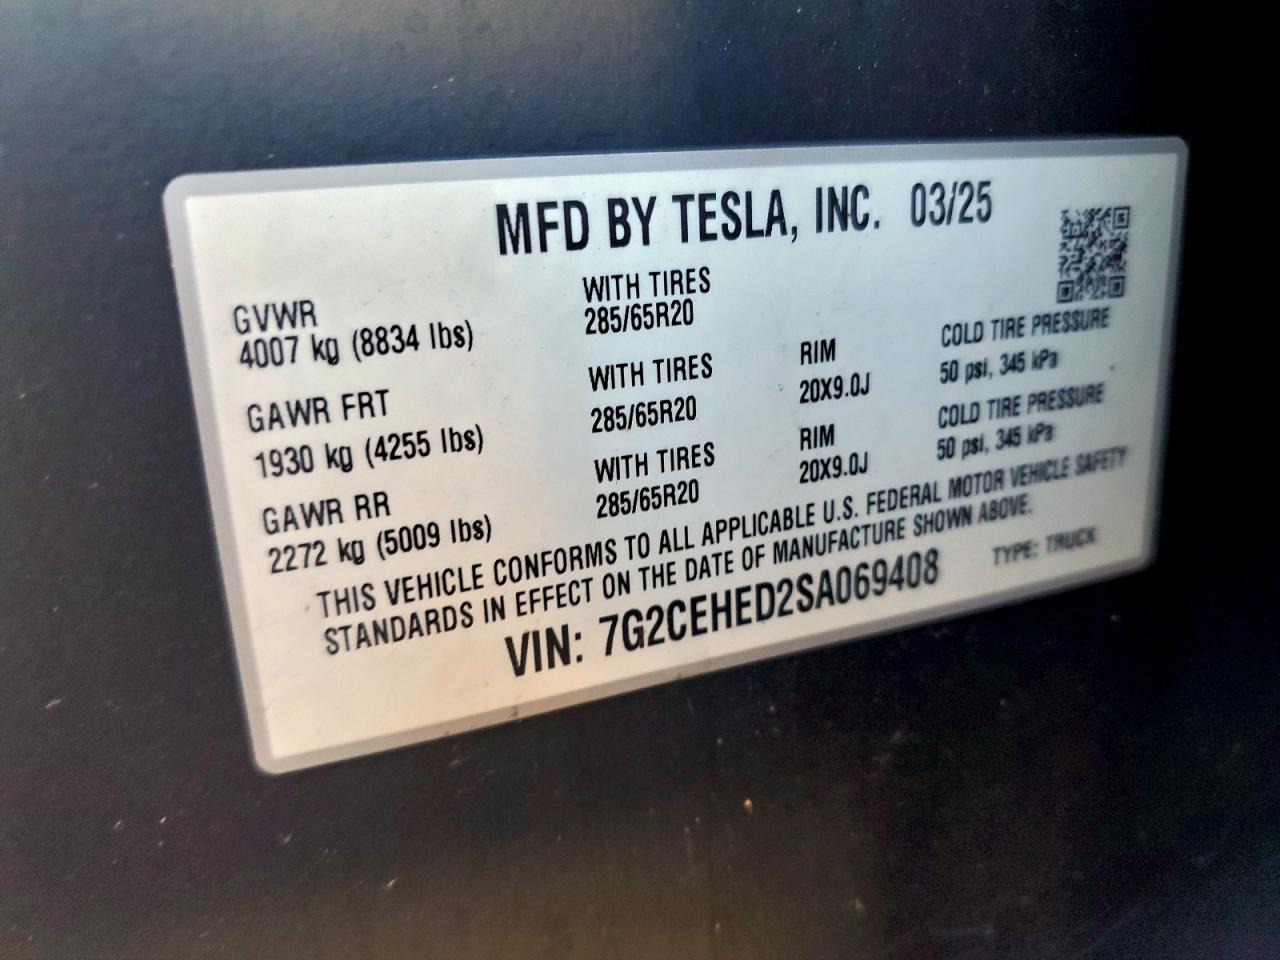 MFD BY TESLA, INC. 03/25
GVWR
4007 kg (8834 lbs)
WITH TIRES
285/65R20
GAWR FRT
1930 kg (4255 lbs)
WITH TIRES
285/65R20
RIM
20X9.0J
COLD TIRE PRESSURE
50 psi, 345 kPa
GAWR RR
2272 kg (5009 lbs)
WITH TIRES
285/65R20
RIM
20X9.0J
COLD TIRE PRESSURE
50 psi, 345 kPa
THIS VEHICLE CONFORMS TO ALL APPLICABLE U.S. FEDERAL MOTOR VEHICLE SAFETY
STANDARDS IN EFFECT ON THE DATE OF MANUFACTURE SHOWN ABOVE.
VIN: 7G2CEHED2SA069408
TYPE: TRUCK